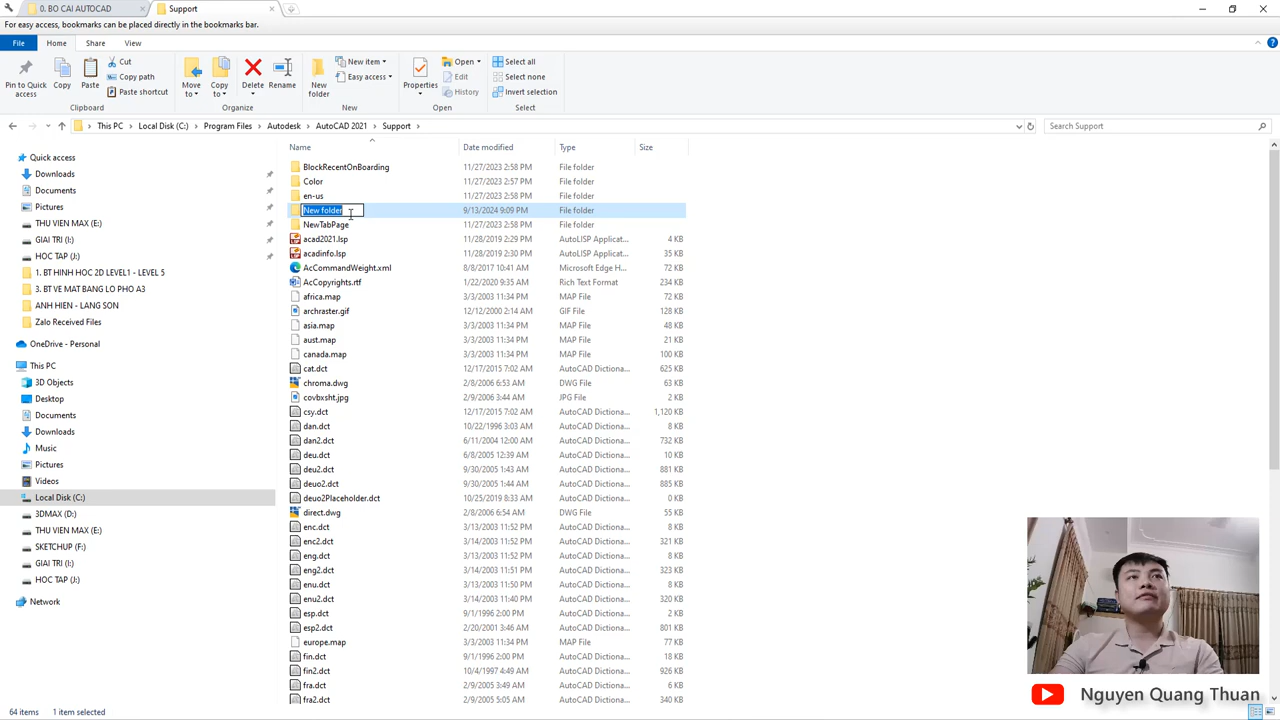 0. BO CAI AUTOCAD
Support
For easy access, bookmarks can be placed directly in the bookmarks bar.
File Home Share View
Pin to Quick access
Copy
Paste
Cut
Copy path
Paste shortcut
Clipboard
Move to
Copy to
Delete
Rename
Organize
New folder
New item
Easy access
New
Properties
Open
Edit
History
Open
Select all
Select none
Invert selection
Select
This PC > Local Disk (C:) > Program Files > Autodesk > AutoCAD 2021 > Support >
Search Support
Quick access
Downloads
Documents
Pictures
THU VIEN MAX (E:)
GIAI TRI (I:)
HOC TAP (J:)
1. BT HINH HOC 2D LEVEL1 - LEVEL 5
3. BT VE MAT BANG LO PHO A3
ANH HIEN - LANG SON
Zalo Received Files
OneDrive - Personal
This PC
3D Objects
Desktop
Documents
Downloads
Music
Pictures
Videos
Local Disk (C:)
3DMAX (D:)
THU VIEN MAX (E:)
SKETCHUP (F:)
GIAI TRI (I:)
HOC TAP (J:)
Network
Name Date modified Type Size
BlockRecentOnBoarding 11/27/2023 2:58 PM File folder
Color 11/27/2023 2:57 PM File folder
en-us 11/27/2023 2:58 PM File folder
New folder 9/13/2024 9:09 PM File folder
NewTabPage 11/27/2023 2:58 PM File folder
acad2021.lsp 11/28/2019 2:29 PM AutoLISP Applicat... 4 KB
acadinfo.lsp 11/28/2019 2:30 PM AutoLISP Applicat... 35 KB
AcCommandWeight.xml 8/8/2017 10:41 AM Microsoft Edge H... 72 KB
AcCopyrights.rtf 1/22/2020 9:35 AM Rich Text Format 234 KB
africa.map 3/3/2003 11:34 PM MAP File 72 KB
archraster.gif 12/12/2000 2:14 AM GIF File 128 KB
asia.map 3/3/2003 11:34 PM MAP File 48 KB
aust.map 3/3/2003 11:34 PM MAP File 21 KB
canada.map 3/3/2003 11:34 PM MAP File 100 KB
cat.dct 12/17/2015 7:02 AM AutoCAD Dictiona... 625 KB
chroma.dwg 2/8/2006 6:53 AM DWG File 63 KB
covbxsht.jpg 2/9/2006 3:44 AM JPG File 2 KB
csy.dct 12/17/2015 7:02 AM AutoCAD Dictiona... 1,120 KB
dan.dct 10/22/1996 3:03 AM AutoCAD Dictiona... 8 KB
dan2.dct 6/11/2004 12:00 AM AutoCAD Dictiona... 732 KB
deu.dct 6/8/2005 12:39 AM AutoCAD Dictiona... 10 KB
deu2.dct 9/30/2005 1:43 AM AutoCAD Dictiona... 881 KB
deuo2.dct 9/30/2005 1:44 AM AutoCAD Dictiona... 885 KB
deuo2Placeholder.dct 10/25/2019 8:33 AM AutoCAD Dictiona... 0 KB
direct.dwg 2/8/2006 6:54 AM DWG File 55 KB
enc.dct 3/13/2003 11:52 PM AutoCAD Dictiona... 8 KB
enc2.dct 3/14/2003 11:52 PM AutoCAD Dictiona... 321 KB
eng.dct 3/13/2003 11:52 PM AutoCAD Dictiona... 8 KB
eng2.dct 3/14/2003 11:51 PM AutoCAD Dictiona... 323 KB
enu.dct 3/13/2003 11:50 PM AutoCAD Dictiona... 8 KB
enu2.dct 3/14/2003 11:40 PM AutoCAD Dictiona... 320 KB
esp.dct 9/1/1996 2:00 PM AutoCAD Dictiona... 2 KB
esp2.dct 2/20/2001 3:46 AM AutoCAD Dictiona... 801 KB
europe.map 3/3/2003 11:34 PM MAP File 77 KB
fin.dct 9/1/1996 2:00 PM AutoCAD Dictiona... 18 KB
fin2.dct 10/4/1997 4:49 AM AutoCAD Dictiona... 926 KB
fra.dct 2/9/2005 5:05 AM AutoCAD Dictiona... 6 KB
fra2.dct 2/9/2005 5:05 AM AutoCAD Dictiona... 340 KB
64 items 1 item selected
Nguyen Quang Thuan